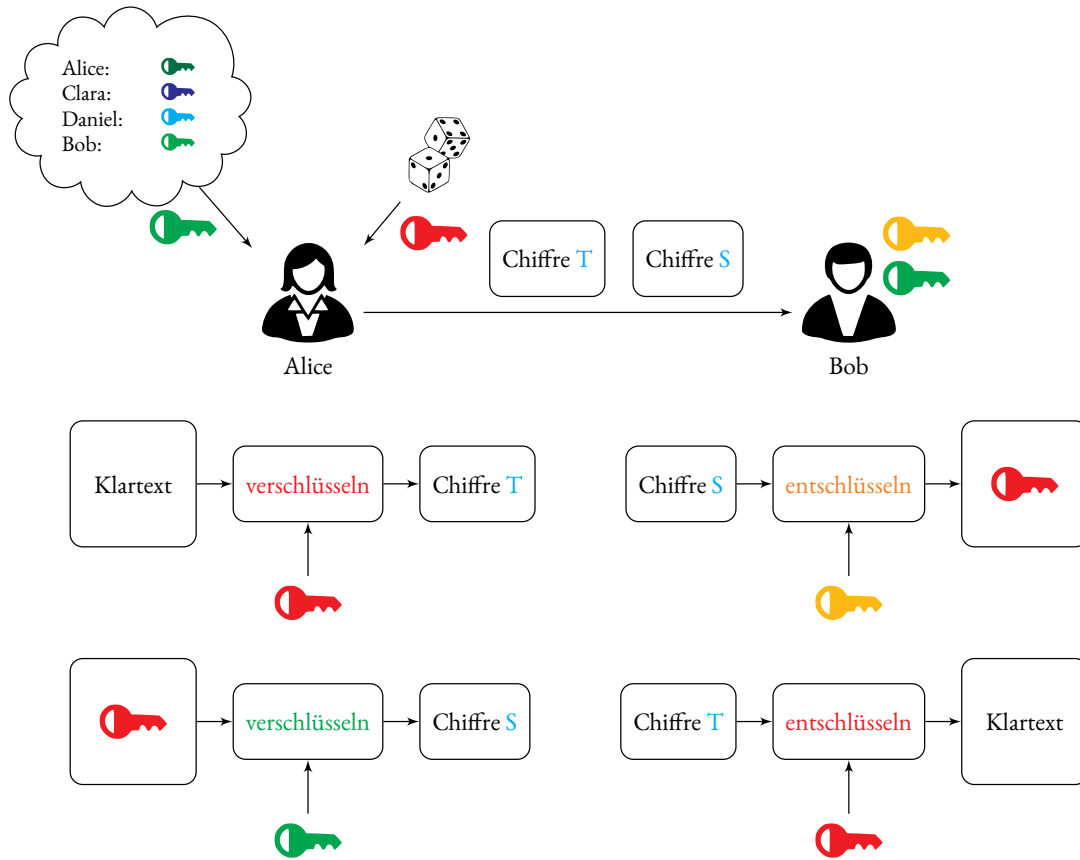 Alice:
Clara:
Daniel:
Bob:
Chiffre T
Chiffre S
Alice
Bob
Klartext
verschlüsseln
Chiffre T
Chiffre S
entschlüsseln
verschlüsseln
Chiffre S
Chiffre T
entschlüsseln
Klartext